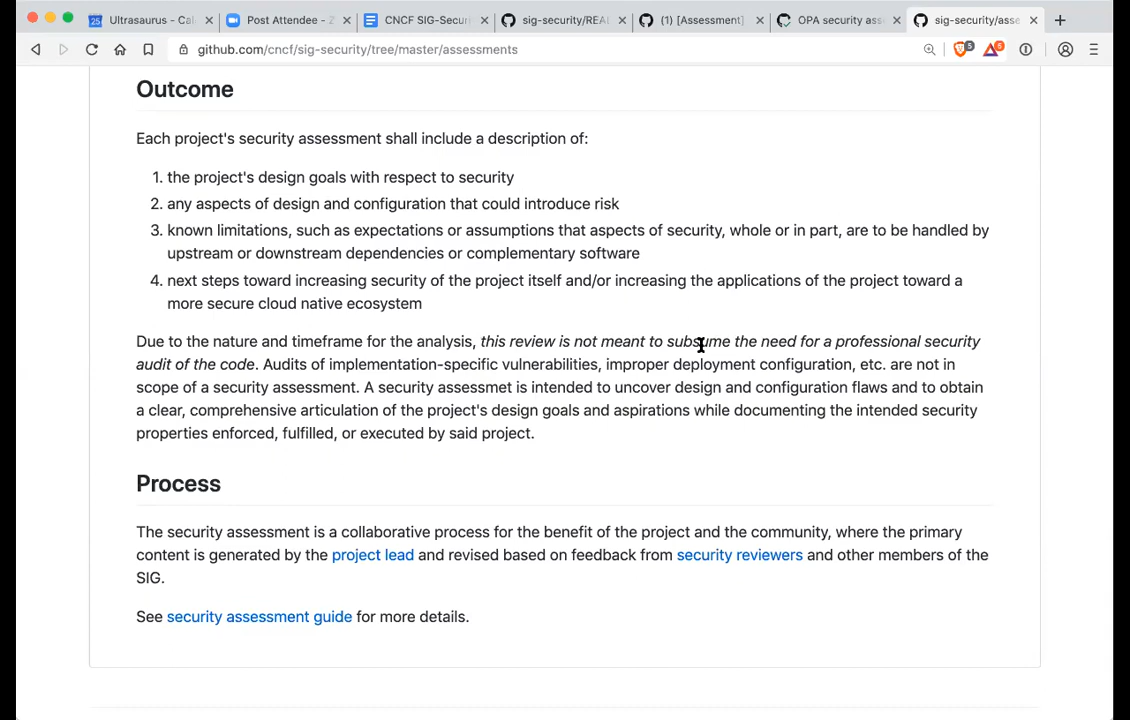 Ultrasaurus - Cal
Post Attendee - Z
CNCF SIG-Securi
sig-security/REA
(1) [Assessment]
OPA security ass
sig-security/asse
github.com/cncf/sig-security/tree/master/assessments
Outcome
Each project's security assessment shall include a description of:
1. the project's design goals with respect to security
2. any aspects of design and configuration that could introduce risk
3. known limitations, such as expectations or assumptions that aspects of security, whole or in part, are to be handled by
upstream or downstream dependencies or complementary software
4. next steps toward increasing security of the project itself and/or increasing the applications of the project toward a
more secure cloud native ecosystem
Due to the nature and timeframe for the analysis, this review is not meant to subsume the need for a professional security
audit of the code. Audits of implementation-specific vulnerabilities, improper deployment configuration, etc. are not in
scope of a security assessment. A security assessmet is intended to uncover design and configuration flaws and to obtain
a clear, comprehensive articulation of the project's design goals and aspirations while documenting the intended security
properties enforced, fulfilled, or executed by said project.
Process
The security assessment is a collaborative process for the benefit of the project and the community, where the primary
content is generated by the project lead and revised based on feedback from security reviewers and other members of the
SIG.
See security assessment guide for more details.